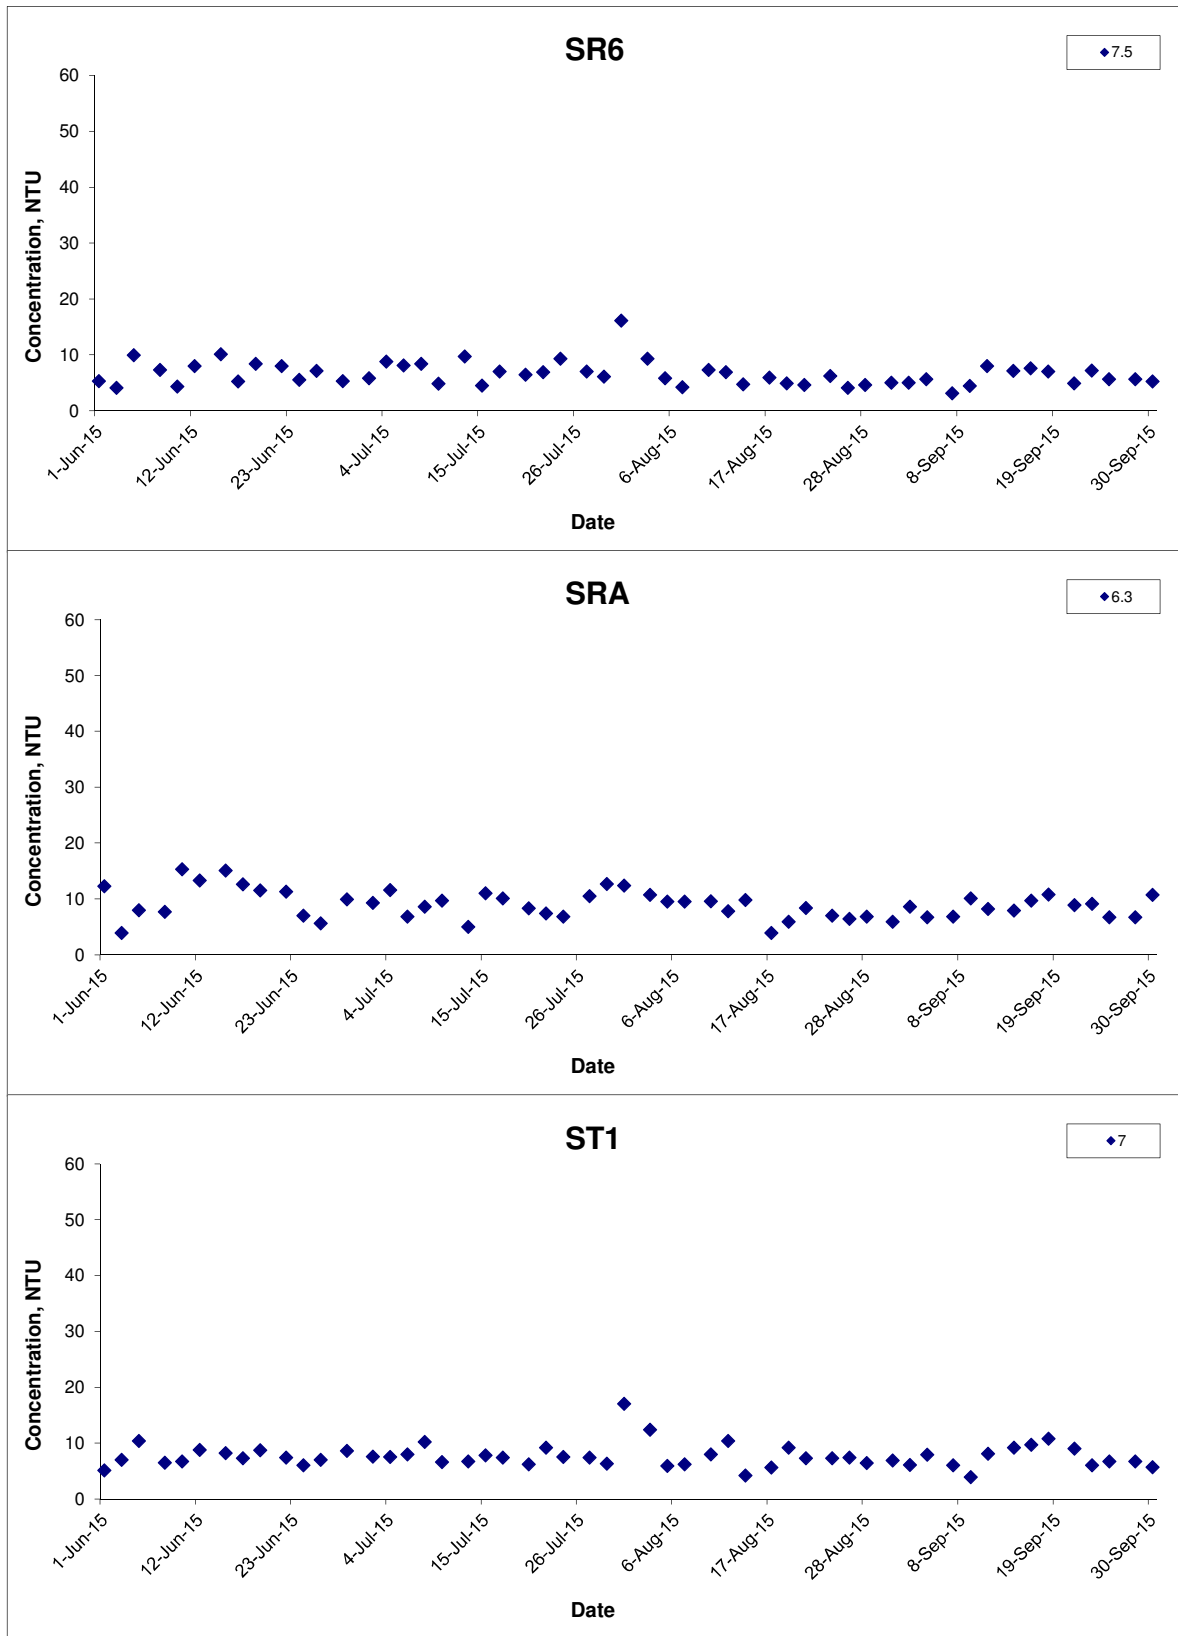 SR6
7.5
60
50
40
30
20
10
0
Concentration, NTU
1-Jun-15 12-Jun-15 23-Jun-15 4-Jul-15 15-Jul-15 26-Jul-15 6-Aug-15 17-Aug-15 28-Aug-15 8-Sep-15 19-Sep-15 30-Sep-15
Date
SRA
6.3
60
50
40
30
20
10
0
Concentration, NTU
1-Jun-15 12-Jun-15 23-Jun-15 4-Jul-15 15-Jul-15 26-Jul-15 6-Aug-15 17-Aug-15 28-Aug-15 8-Sep-15 19-Sep-15 30-Sep-15
Date
ST1
7
60
50
40
30
20
10
0
Concentration, NTU
1-Jun-15 12-Jun-15 23-Jun-15 4-Jul-15 15-Jul-15 26-Jul-15 6-Aug-15 17-Aug-15 28-Aug-15 8-Sep-15 19-Sep-15 30-Sep-15
Date